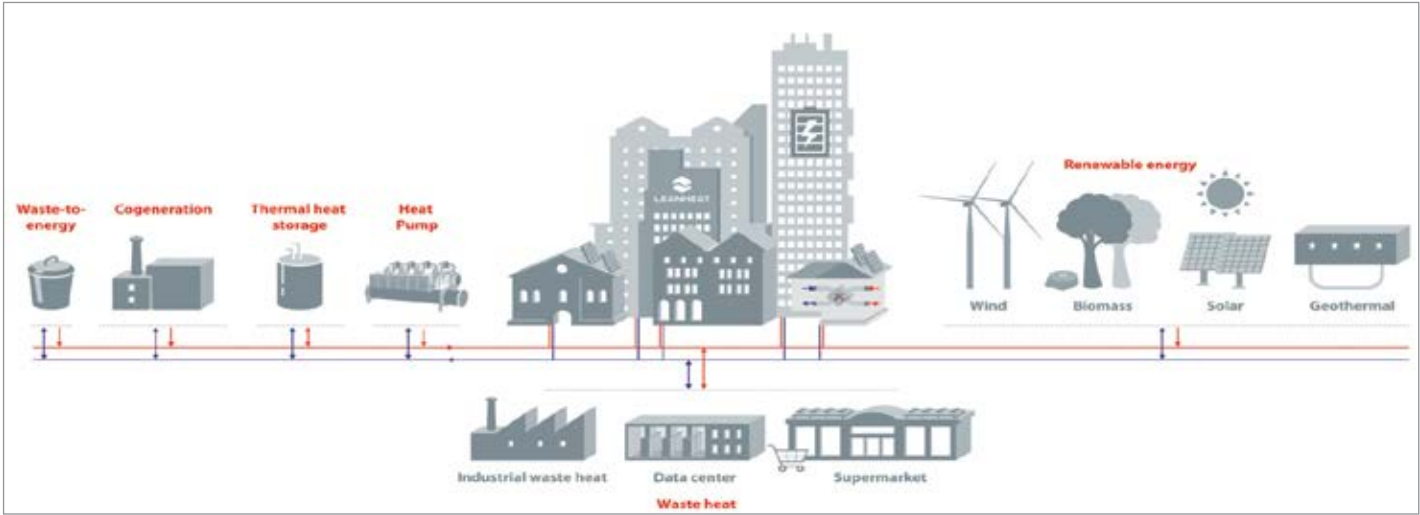 Waste-to-
energy
Cogeneration
Thermal heat
storage
Heat
Pump
LEANHEAT
Renewable energy
Wind
Biomass
Solar
Geothermal
Industrial waste heat
Data center
Supermarket
Waste heat